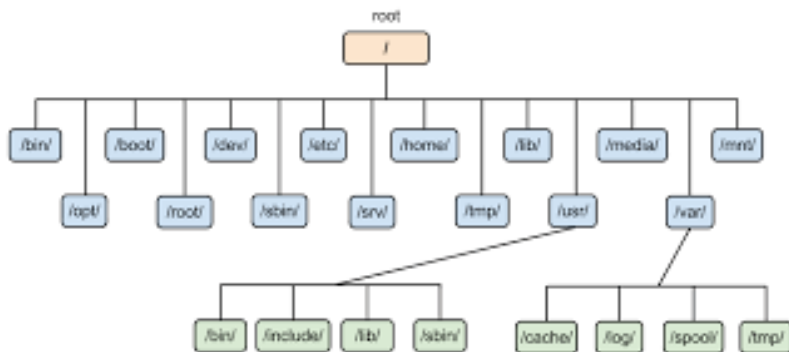 root
/
/bin/ /boot/ /dev/ /etc/ /home/ /lib/ /media/ /mnt/
/opt/ /root/ /sbin/ /srv/ /tmp/ /usr/ /var/
/bin/ /include/ /lib/ /sbin/ /cache/ /log/ /spool/ /tmp/